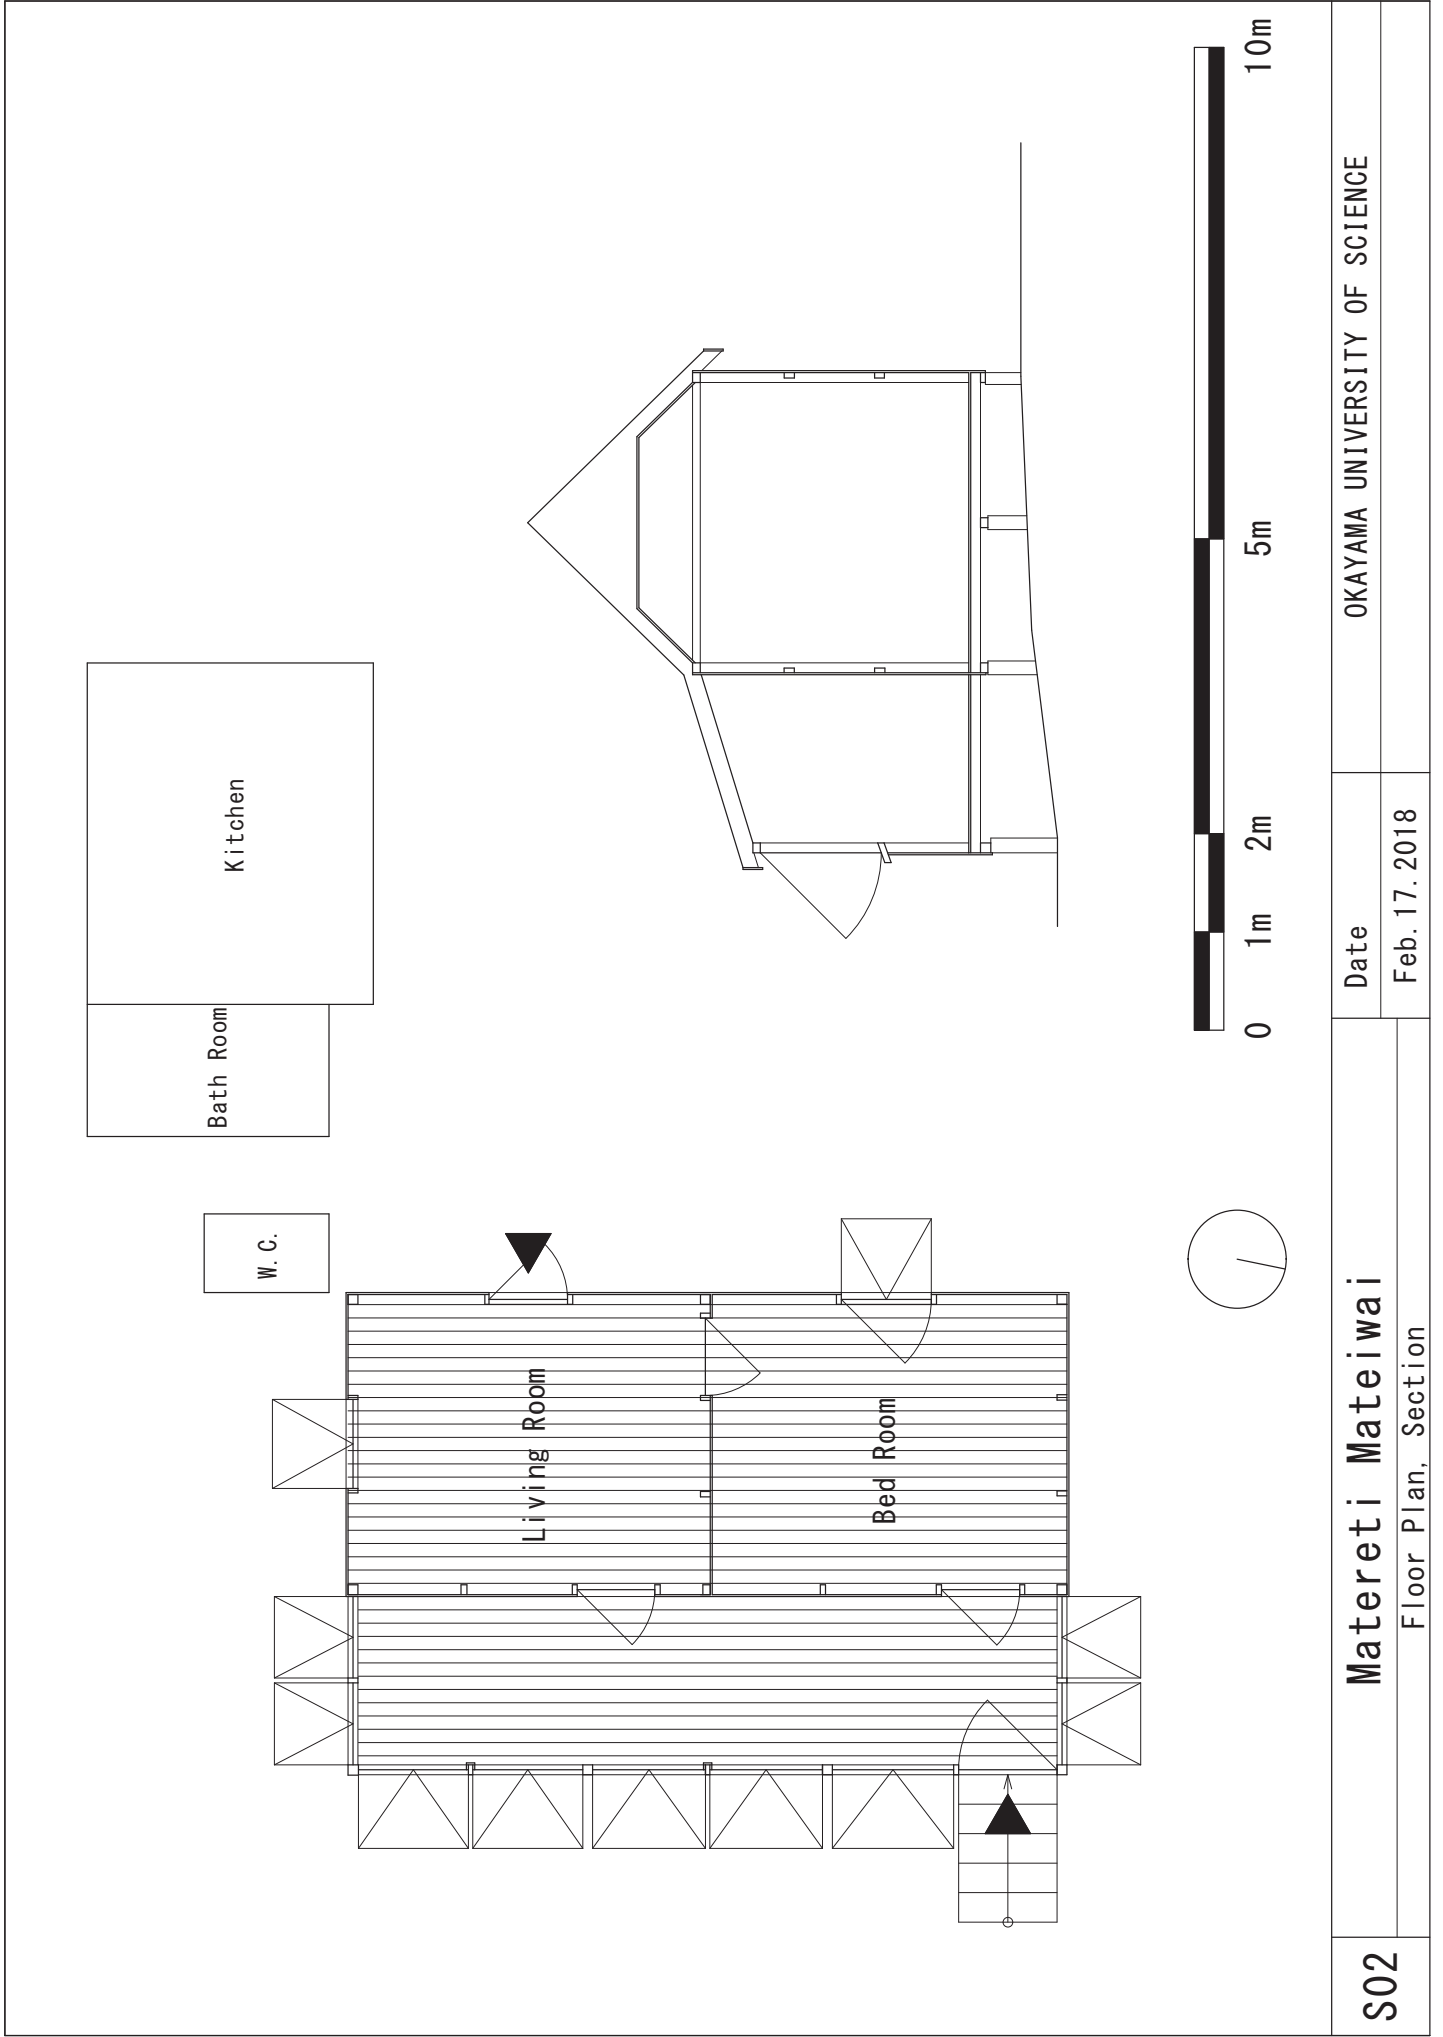 Kitchen
Bath Room
W.C.
Living Room
Bed Room
0 1m 2m 5m 10m
S02
Matereti Mateiwai
Floor Plan, Section
Date
Feb.17.2018
OKAYAMA UNIVERSITY OF SCIENCE